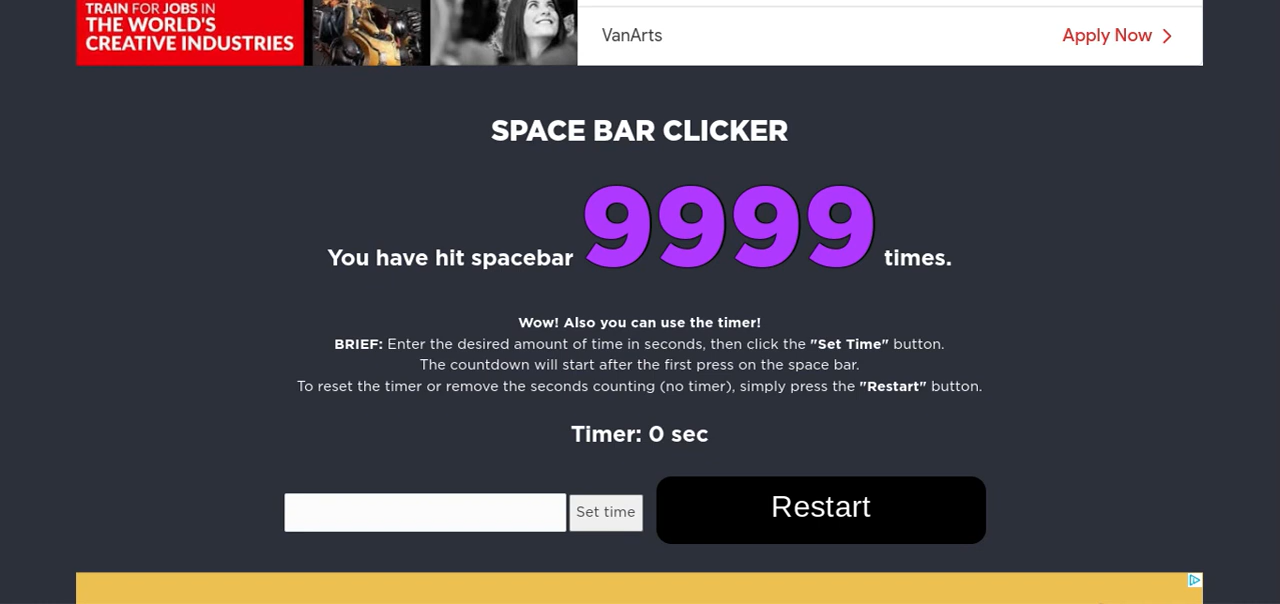 TRAIN FOR JOBS IN
THE WORLD'S
CREATIVE INDUSTRIES
VanArts
Apply Now
SPACE BAR CLICKER
You have hit spacebar 9999 times.
Wow! Also you can use the timer!
BRIEF: Enter the desired amount of time in seconds, then click the "Set Time" button.
The countdown will start after the first press on the space bar.
To reset the timer or remove the seconds counting (no timer), simply press the "Restart" button.
Timer: 0 sec
Set time
Restart